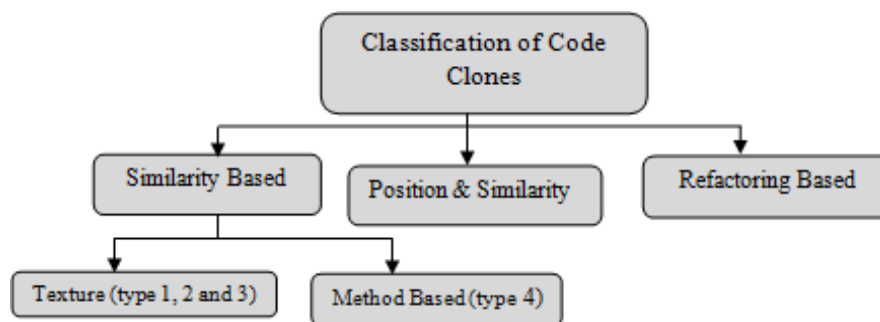 Classification of Code
Clones
Similarity Based
Position & Similarity
Refactoring Based
Texture (type 1, 2 and 3)
Method Based (type 4)